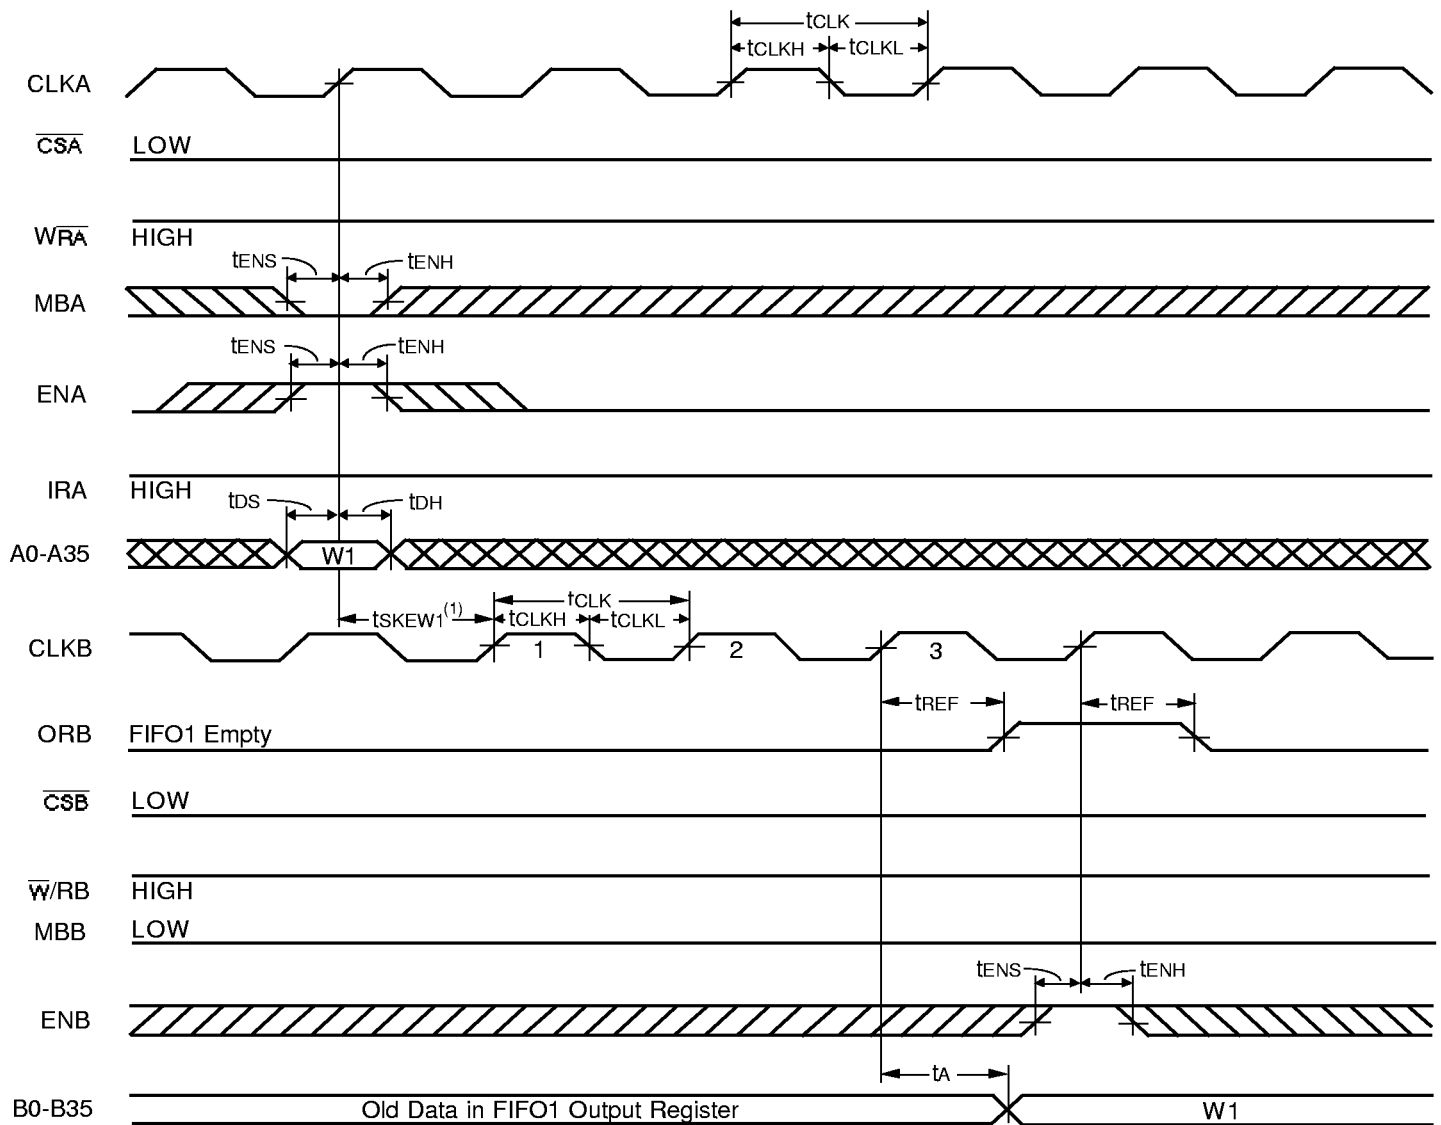 tCLK
tCLKH tCLKL
CLKA
CSA LOW
WRA HIGH
tENS tENH
MBA
tENS tENH
ENA
IRA HIGH
tDS tDH
A0-A35 W1
tCLK
tSKEW1(1) tCLKH tCLKL
CLKB 1 2 3
tREF tREF
ORB FIFO1 Empty
CSB LOW
W/RB HIGH
MBB LOW
tENS tENH
ENB
tA
B0-B35 Old Data in FIFO1 Output Register W1